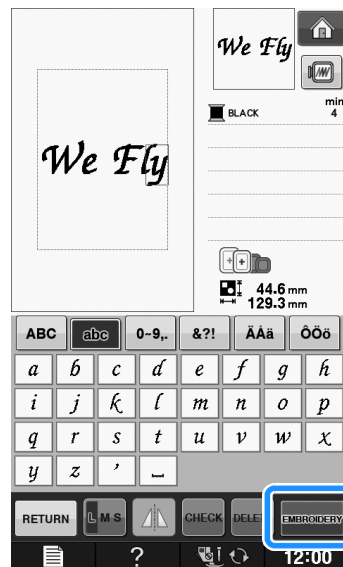 We Fly
BLACK
min
4
We Fly
44.6 mm
129.3 mm
ABC abc 0~9,. &?! ÄÅä ÔÖö
a b c d e f g h
i j k l m n o p
q r s t u v w x
y z ’ ⎵
RETURN L M S CHECK DELE EMBROIDERY
? 12:00